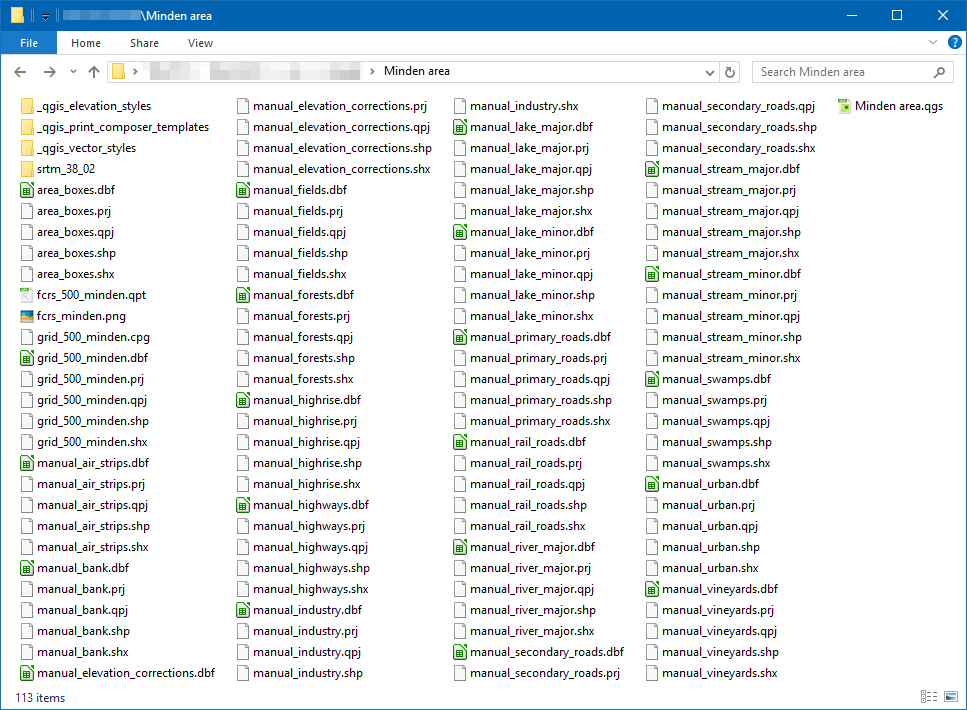 \Minden area
File
Home
Share
View
Minden area
Search Minden area
_qgis_elevation_styles
_qgis_print_composer_templates
_qgis_vector_styles
srtm_38_02
area_boxes.dbf
area_boxes.prj
area_boxes.qpj
area_boxes.shp
area_boxes.shx
fcrs_500_minden.qpt
fcrs_minden.png
grid_500_minden.cpg
grid_500_minden.dbf
grid_500_minden.prj
grid_500_minden.qpj
grid_500_minden.shp
grid_500_minden.shx
manual_air_strips.dbf
manual_air_strips.prj
manual_air_strips.qpj
manual_air_strips.shp
manual_air_strips.shx
manual_bank.dbf
manual_bank.prj
manual_bank.qpj
manual_bank.shp
manual_bank.shx
manual_elevation_corrections.dbf
manual_elevation_corrections.prj
manual_elevation_corrections.qpj
manual_elevation_corrections.shp
manual_elevation_corrections.shx
manual_fields.dbf
manual_fields.prj
manual_fields.qpj
manual_fields.shp
manual_fields.shx
manual_forests.dbf
manual_forests.prj
manual_forests.qpj
manual_forests.shp
manual_forests.shx
manual_highrise.dbf
manual_highrise.prj
manual_highrise.qpj
manual_highrise.shp
manual_highrise.shx
manual_highways.dbf
manual_highways.prj
manual_highways.qpj
manual_highways.shp
manual_highways.shx
manual_industry.dbf
manual_industry.prj
manual_industry.qpj
manual_industry.shp
manual_industry.shx
manual_lake_major.dbf
manual_lake_major.prj
manual_lake_major.qpj
manual_lake_major.shp
manual_lake_major.shx
manual_lake_minor.dbf
manual_lake_minor.prj
manual_lake_minor.qpj
manual_lake_minor.shp
manual_lake_minor.shx
manual_primary_roads.dbf
manual_primary_roads.prj
manual_primary_roads.qpj
manual_primary_roads.shp
manual_primary_roads.shx
manual_rail_roads.dbf
manual_rail_roads.prj
manual_rail_roads.qpj
manual_rail_roads.shp
manual_rail_roads.shx
manual_river_major.dbf
manual_river_major.prj
manual_river_major.qpj
manual_river_major.shp
manual_river_major.shx
manual_secondary_roads.dbf
manual_secondary_roads.prj
manual_secondary_roads.qpj
manual_secondary_roads.shp
manual_secondary_roads.shx
manual_stream_major.dbf
manual_stream_major.prj
manual_stream_major.qpj
manual_stream_major.shp
manual_stream_major.shx
manual_stream_minor.dbf
manual_stream_minor.prj
manual_stream_minor.qpj
manual_stream_minor.shp
manual_stream_minor.shx
manual_swamps.dbf
manual_swamps.prj
manual_swamps.qpj
manual_swamps.shp
manual_swamps.shx
manual_urban.dbf
manual_urban.prj
manual_urban.qpj
manual_urban.shp
manual_urban.shx
manual_vineyards.dbf
manual_vineyards.prj
manual_vineyards.qpj
manual_vineyards.shp
manual_vineyards.shx
Minden area.qgs
113 items